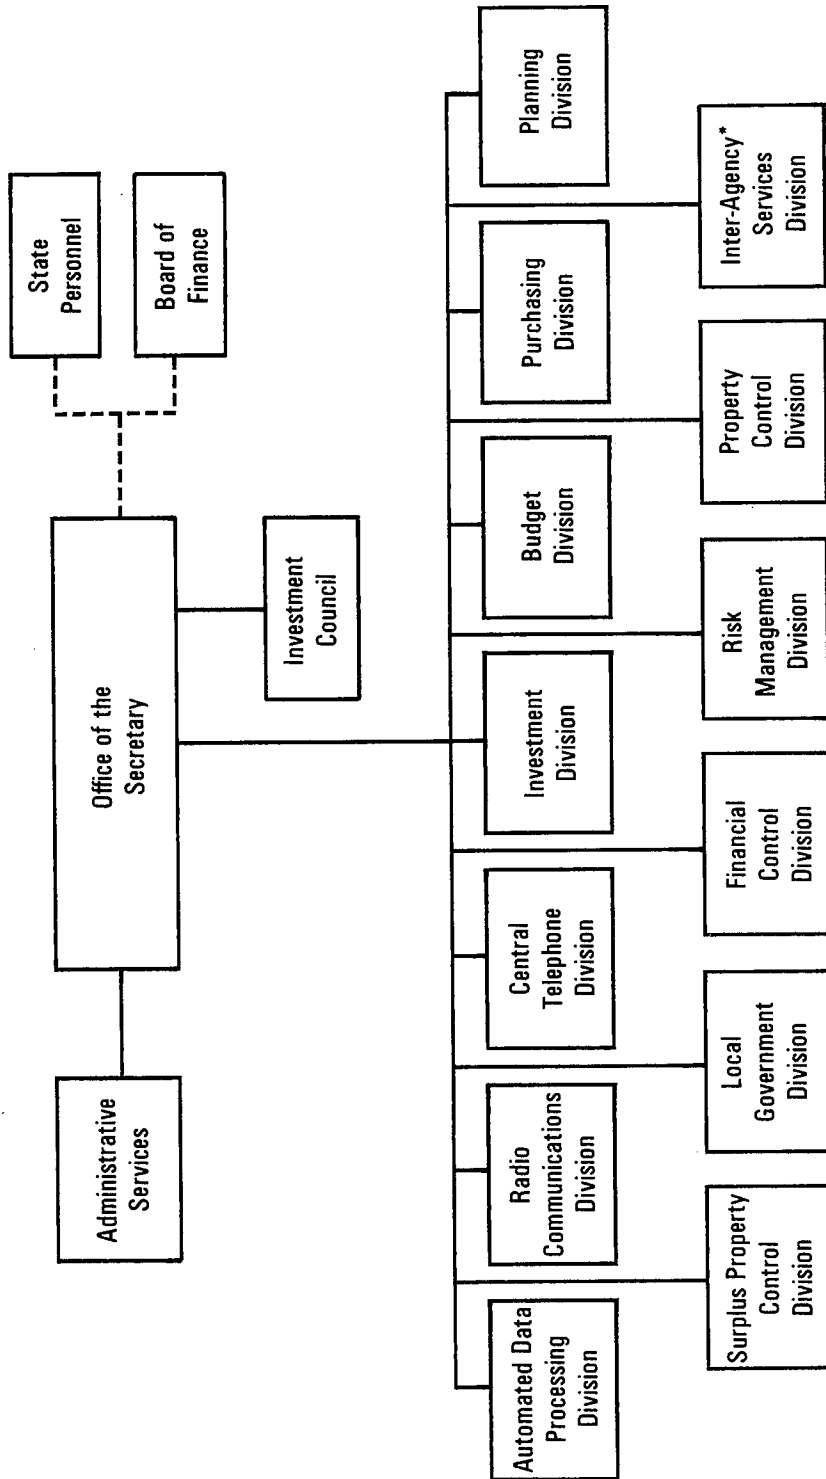 State
Personnel
Board of
Finance
Office of the
Secretary
Administrative
Services
Investment
Council
Automated Data
Processing
Division
Radio
Communications
Division
Central
Telephone
Division
Investment
Division
Budget
Division
Purchasing
Division
Planning
Division
Surplus Property
Control
Division
Local
Government
Division
Financial
Control
Division
Risk
Management
Division
Property
Control
Division
Inter-Agency*
Services
Division